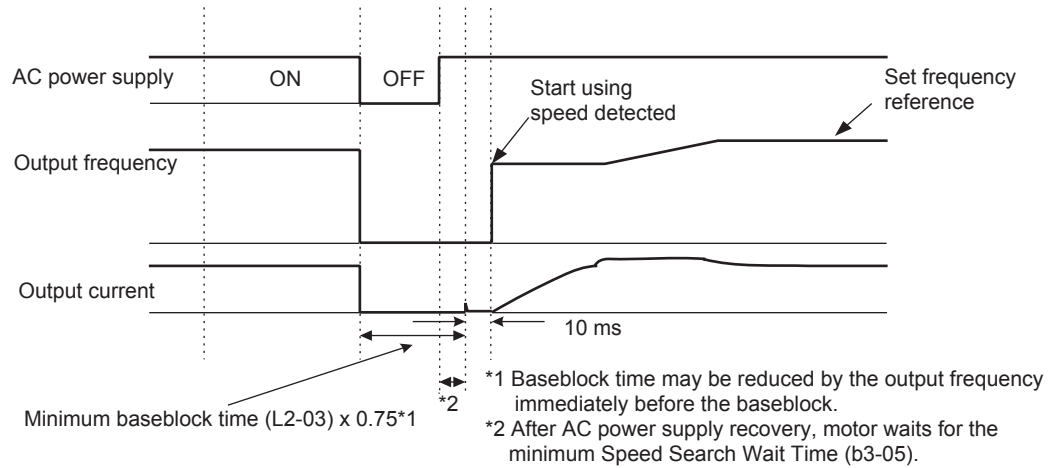 AC power supply
ON
OFF
Start using
speed detected
Set frequency
reference
Output frequency
Output current
10 ms
*2
Minimum baseblock time (L2-03) x 0.75*1
*1 Baseblock time may be reduced by the output frequency
immediately before the baseblock.
*2 After AC power supply recovery, motor waits for the
minimum Speed Search Wait Time (b3-05).